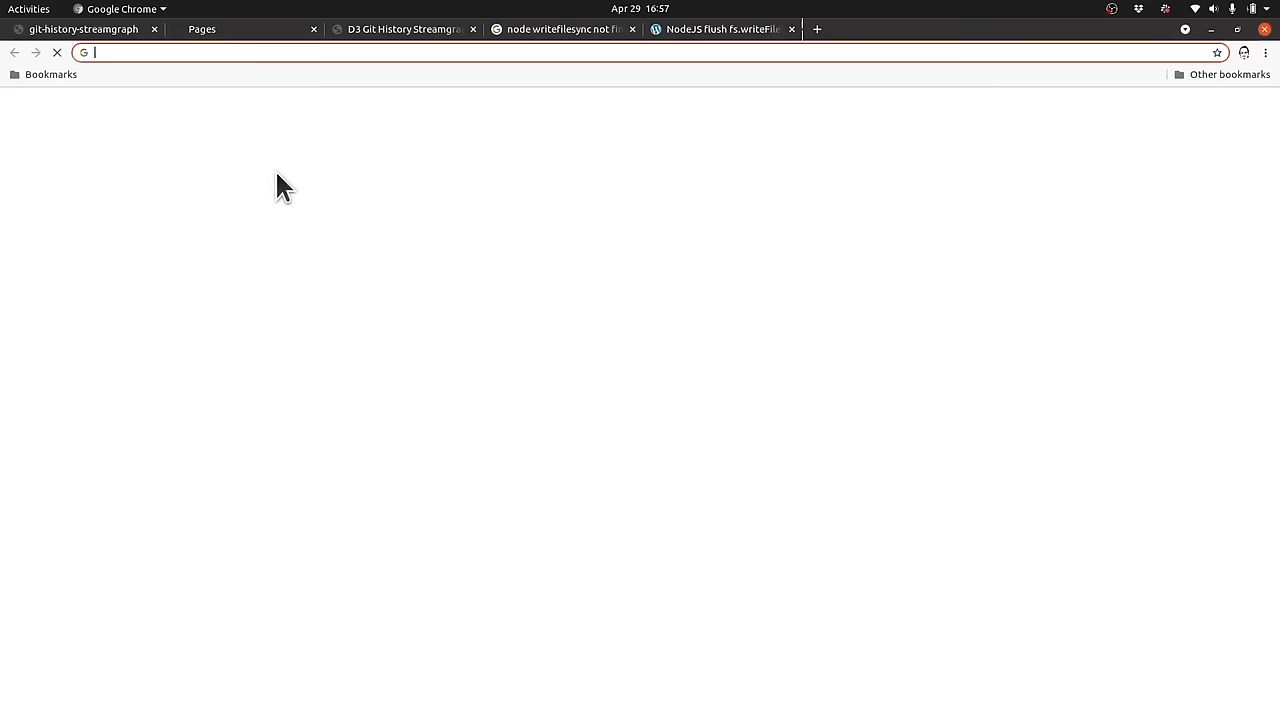 Activities Google Chrome Apr 29 16:57
git-history-streamgraph Pages D3 Git History Streamgra node writefilesync not fi NodeJS flush fs.writeFile
Bookmarks Other bookmarks